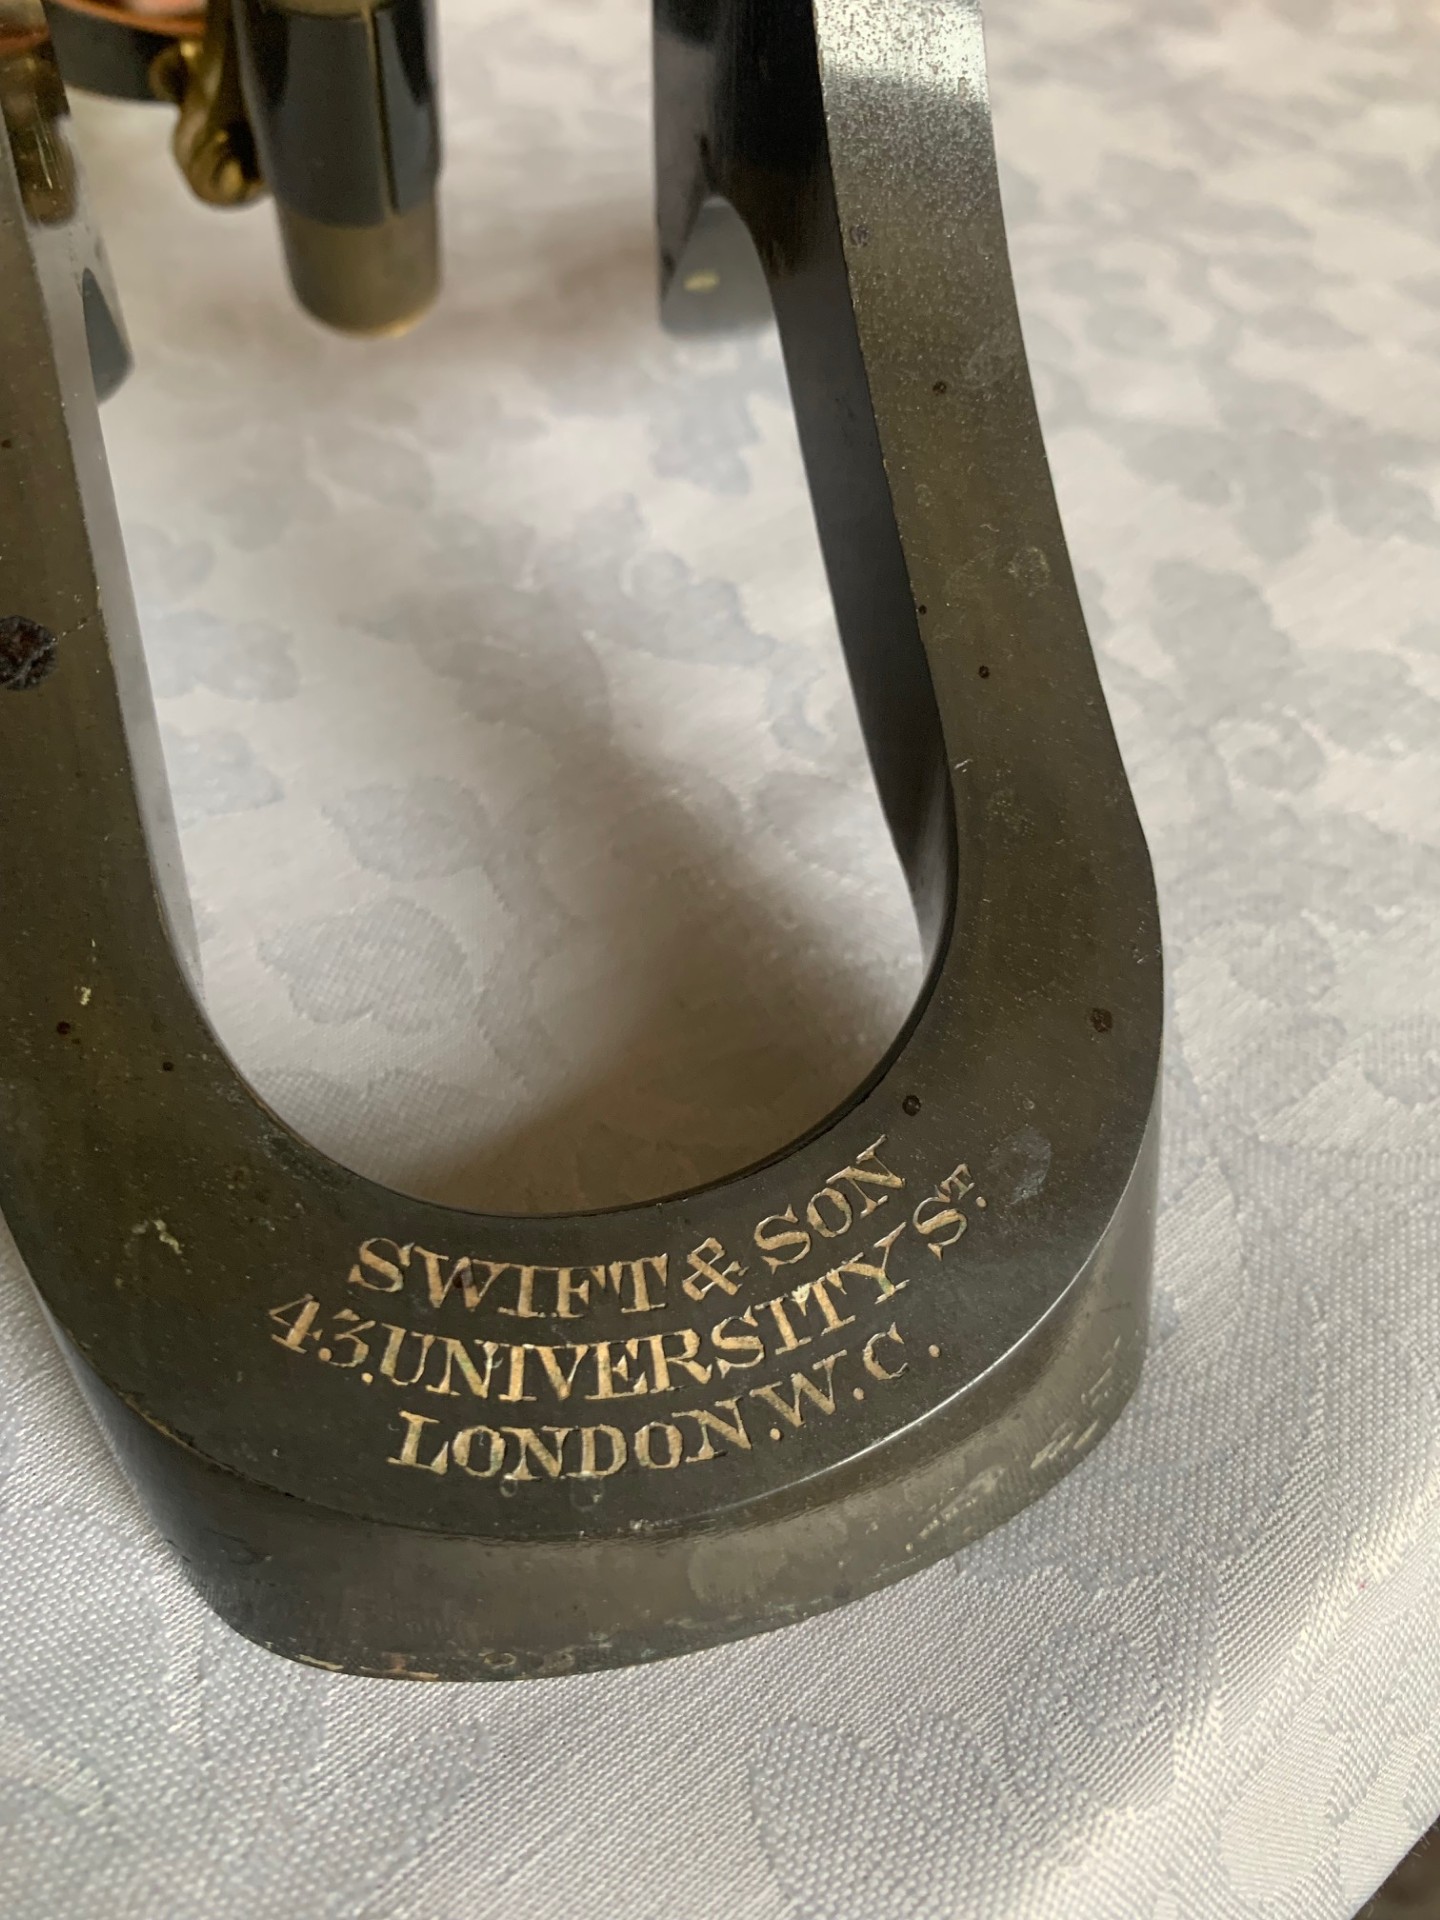 SWIFT & SON
43. UNIVERSITY ST.
LONDON. W. C.